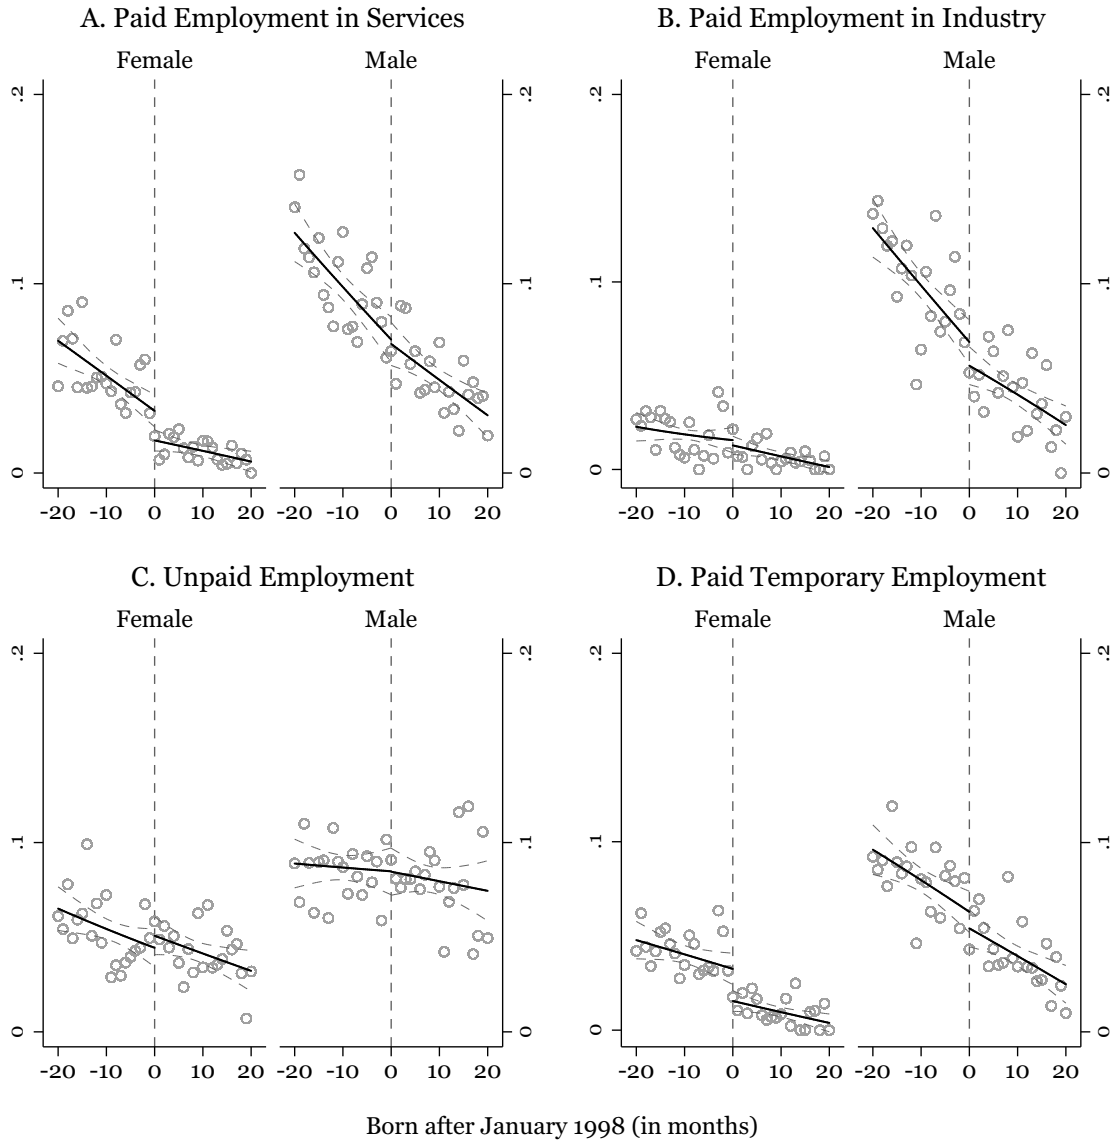 A. Paid Employment in Services
Female Male
.2 .2
.1 .1
0 0
-20 -10 0 10 20 -20 -10 0 10 20
B. Paid Employment in Industry
Female Male
.2 .2
.1 .1
0 0
-20 -10 0 10 20 -20 -10 0 10 20
C. Unpaid Employment
Female Male
.2 .2
.1 .1
0 0
-20 -10 0 10 20 -20 -10 0 10 20
D. Paid Temporary Employment
Female Male
.2 .2
.1 .1
0 0
-20 -10 0 10 20 -20 -10 0 10 20
Born after January 1998 (in months)